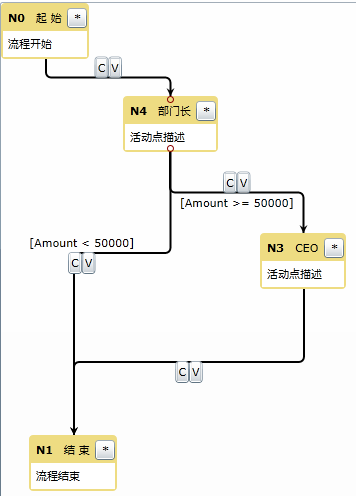 N0 起 始 *
流程开始
C V
N4 部门长 *
活动点描述
C V
[Amount >= 50000]
[Amount < 50000]
C V
N3 CEO *
活动点描述
C V
N1 结 束 *
流程结束